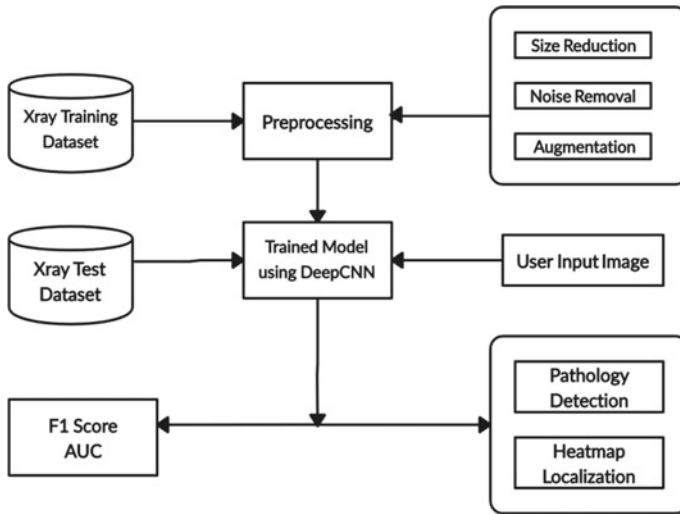 Size Reduction
Noise Removal
Augmentation
Xray Training
Dataset
Preprocessing
Xray Test
Dataset
Trained Model
using DeepCNN
User Input Image
Pathology
Detection
F1 Score
AUC
Heatmap
Localization